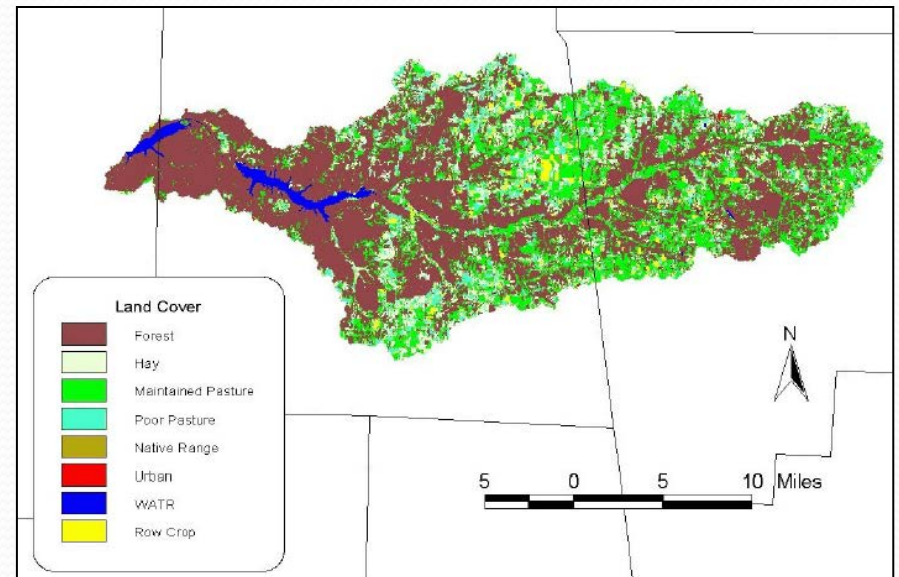 Land Cover
Forest
Hay
Maintained Pasture
Poor Pasture
Native Range
Urban
WATR
Row Crop
N
5 0 5 10 Miles